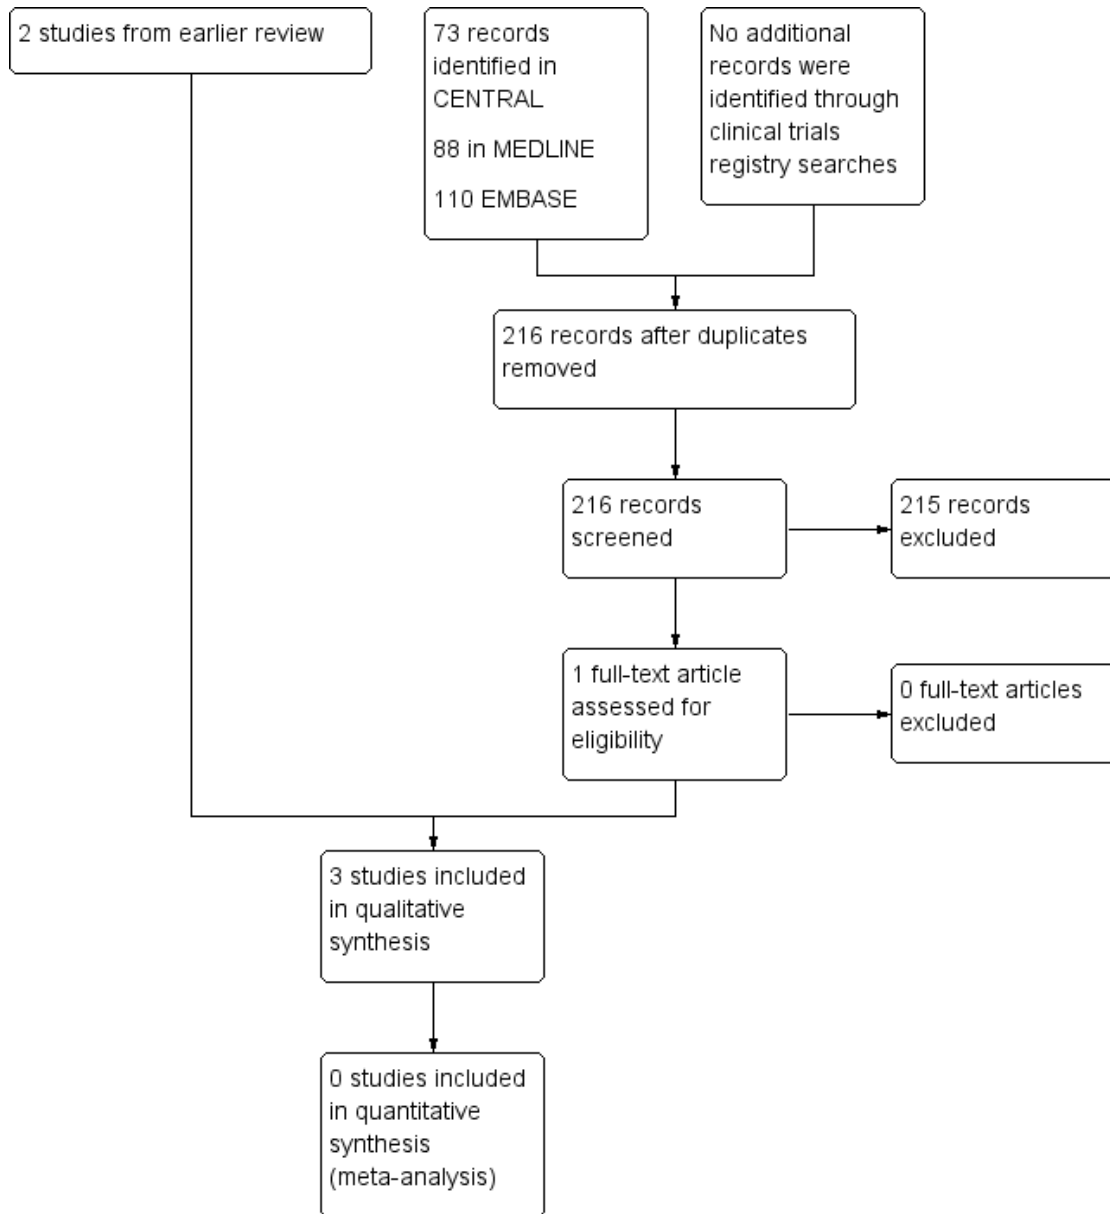 2 studies from earlier review
73 records
identified in
CENTRAL
88 in MEDLINE
110 EMBASE
No additional
records were
identified through
clinical trials
registry searches
216 records after duplicates
removed
216 records
screened
215 records
excluded
1 full-text article
assessed for
eligibility
0 full-text articles
excluded
3 studies included
in qualitative
synthesis
0 studies included
in quantitative
synthesis
(meta-analysis)